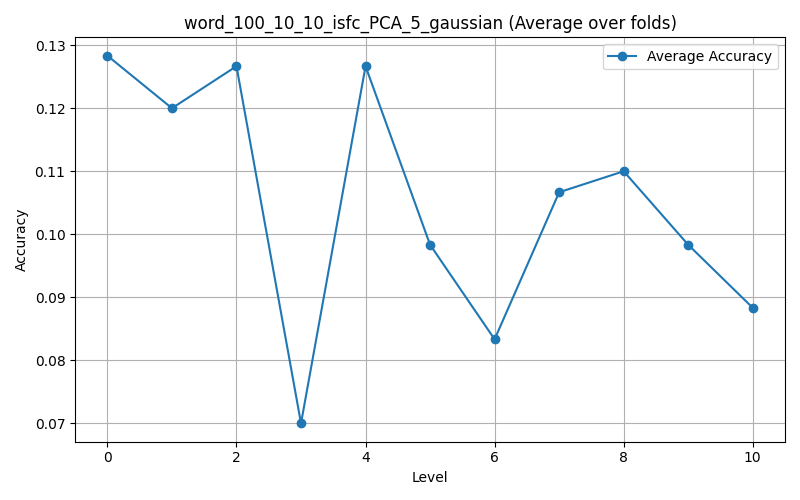 word_100_10_10_isfc_PCA_5_gaussian (Average over folds)
Average Accuracy
Accuracy
0.13
0.12
0.11
0.10
0.09
0.08
0.07
0 2 4 6 8 10
Level